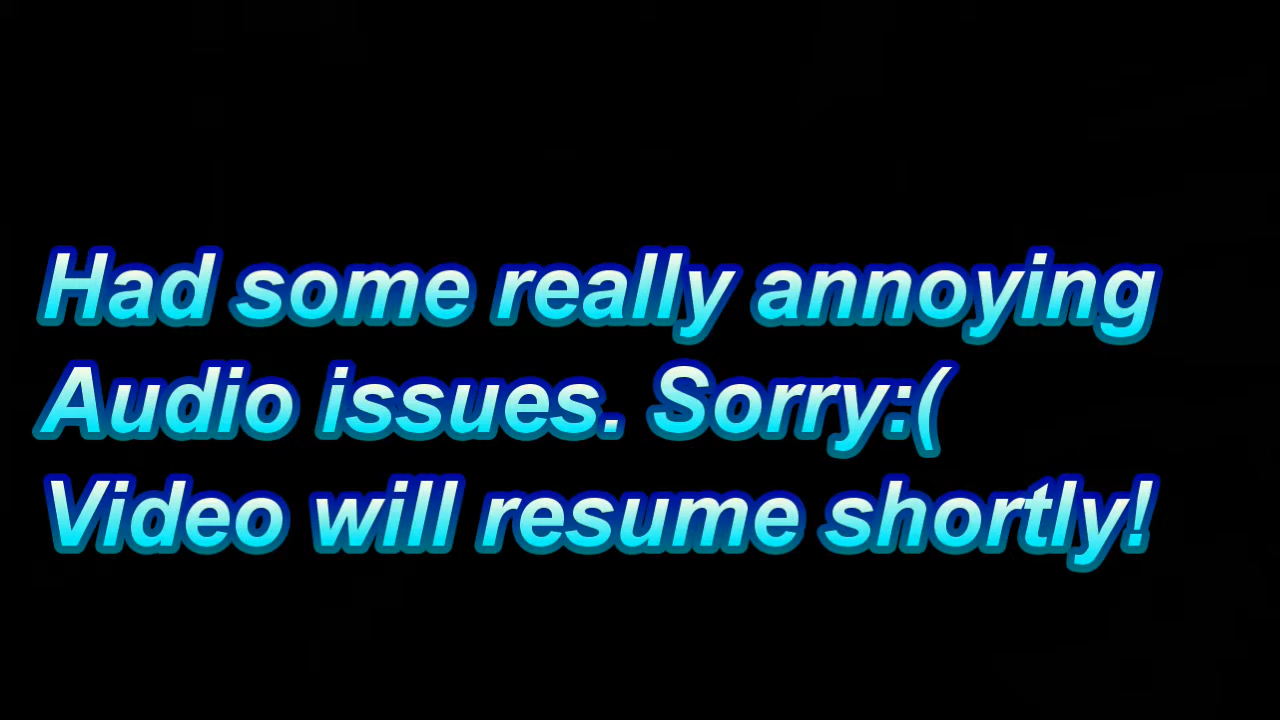 Had some really annoying
Audio issues. Sorry:(
Video will resume shortly!